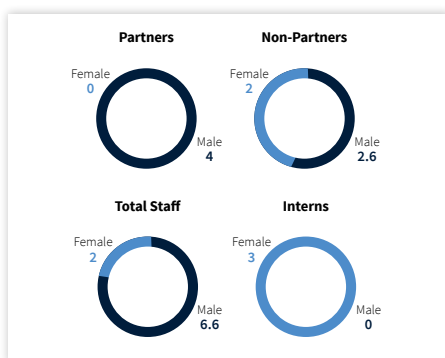 Partners
Female
0
Male
4
Non-Partners
Female
2
Male
2.6
Total Staff
Female
2
Male
6.6
Interns
Female
3
Male
0